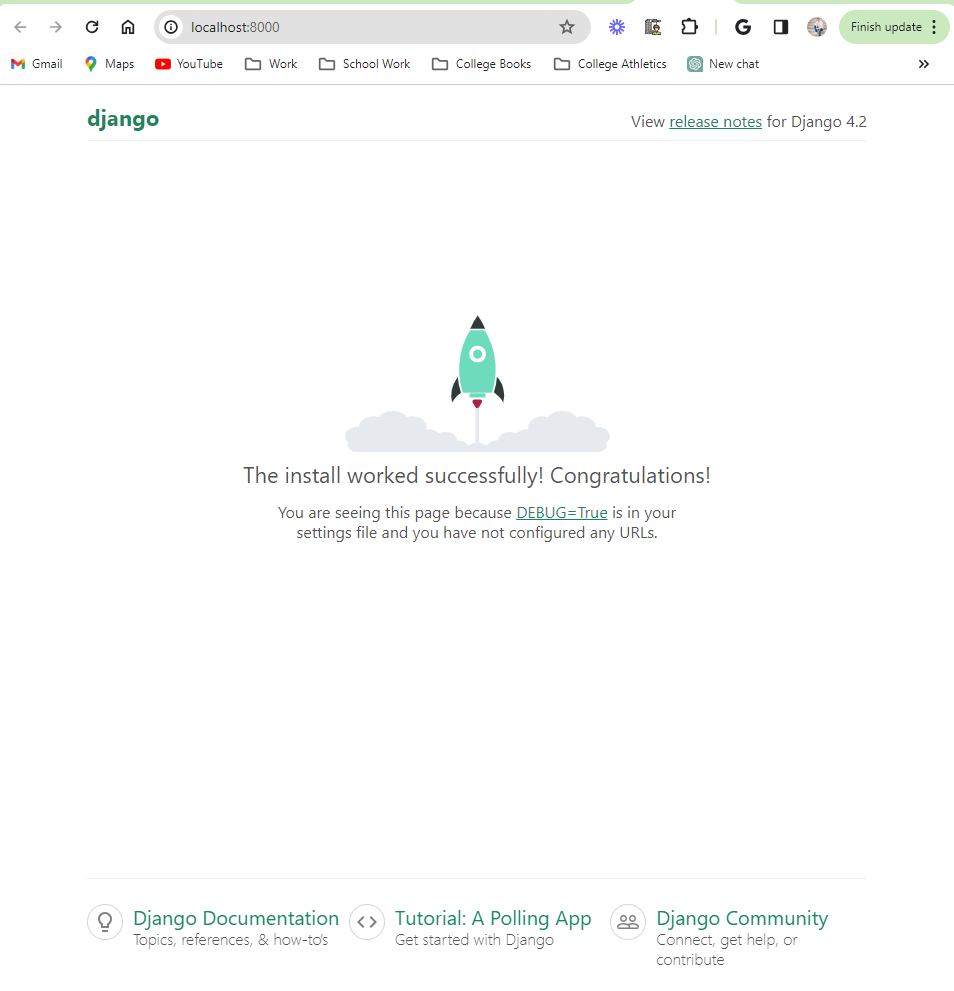 localhost:8000
Finish update
Gmail Maps YouTube Work School Work College Books College Athletics New chat
django
View release notes for Django 4.2
The install worked successfully! Congratulations!
You are seeing this page because DEBUG=True is in your
settings file and you have not configured any URLs.
Django Documentation
Topics, references, & how-to's
Tutorial: A Polling App
Get started with Django
Django Community
Connect, get help, or
contribute